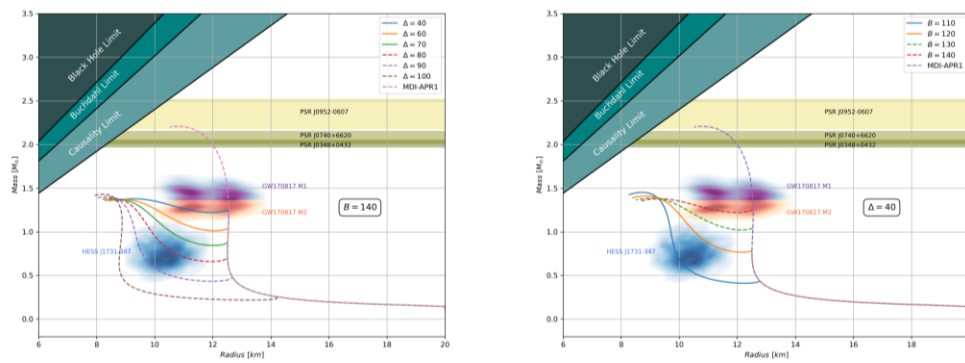 3.5
3.0
2.5
2.0
1.5
1.0
0.5
0.0
Mass [M⊙]
6 8 10 12 14 16 18 20
Radius [km]
Black Hole Limit
Buchdahl Limit
Causality Limit
Δ = 40
Δ = 60
Δ = 70
Δ = 80
Δ = 90
Δ = 100
MDI-APR1
PSR J0952-0607
PSR J0740+6620
PSR J0348+0432
GW170817 M1
GW170817 M2
B = 140
HESS J1731-347
3.5
3.0
2.5
2.0
1.5
1.0
0.5
0.0
Mass [M⊙]
6 8 10 12 14 16 18
Radius [km]
Black Hole Limit
Buchdahl Limit
Causality Limit
B = 110
B = 120
B = 130
B = 140
MDI-APR1
PSR J0952-0607
PSR J0740+6620
PSR J0348+0432
GW170817 M1
GW170817 M2
Δ = 40
HESS J1731-347